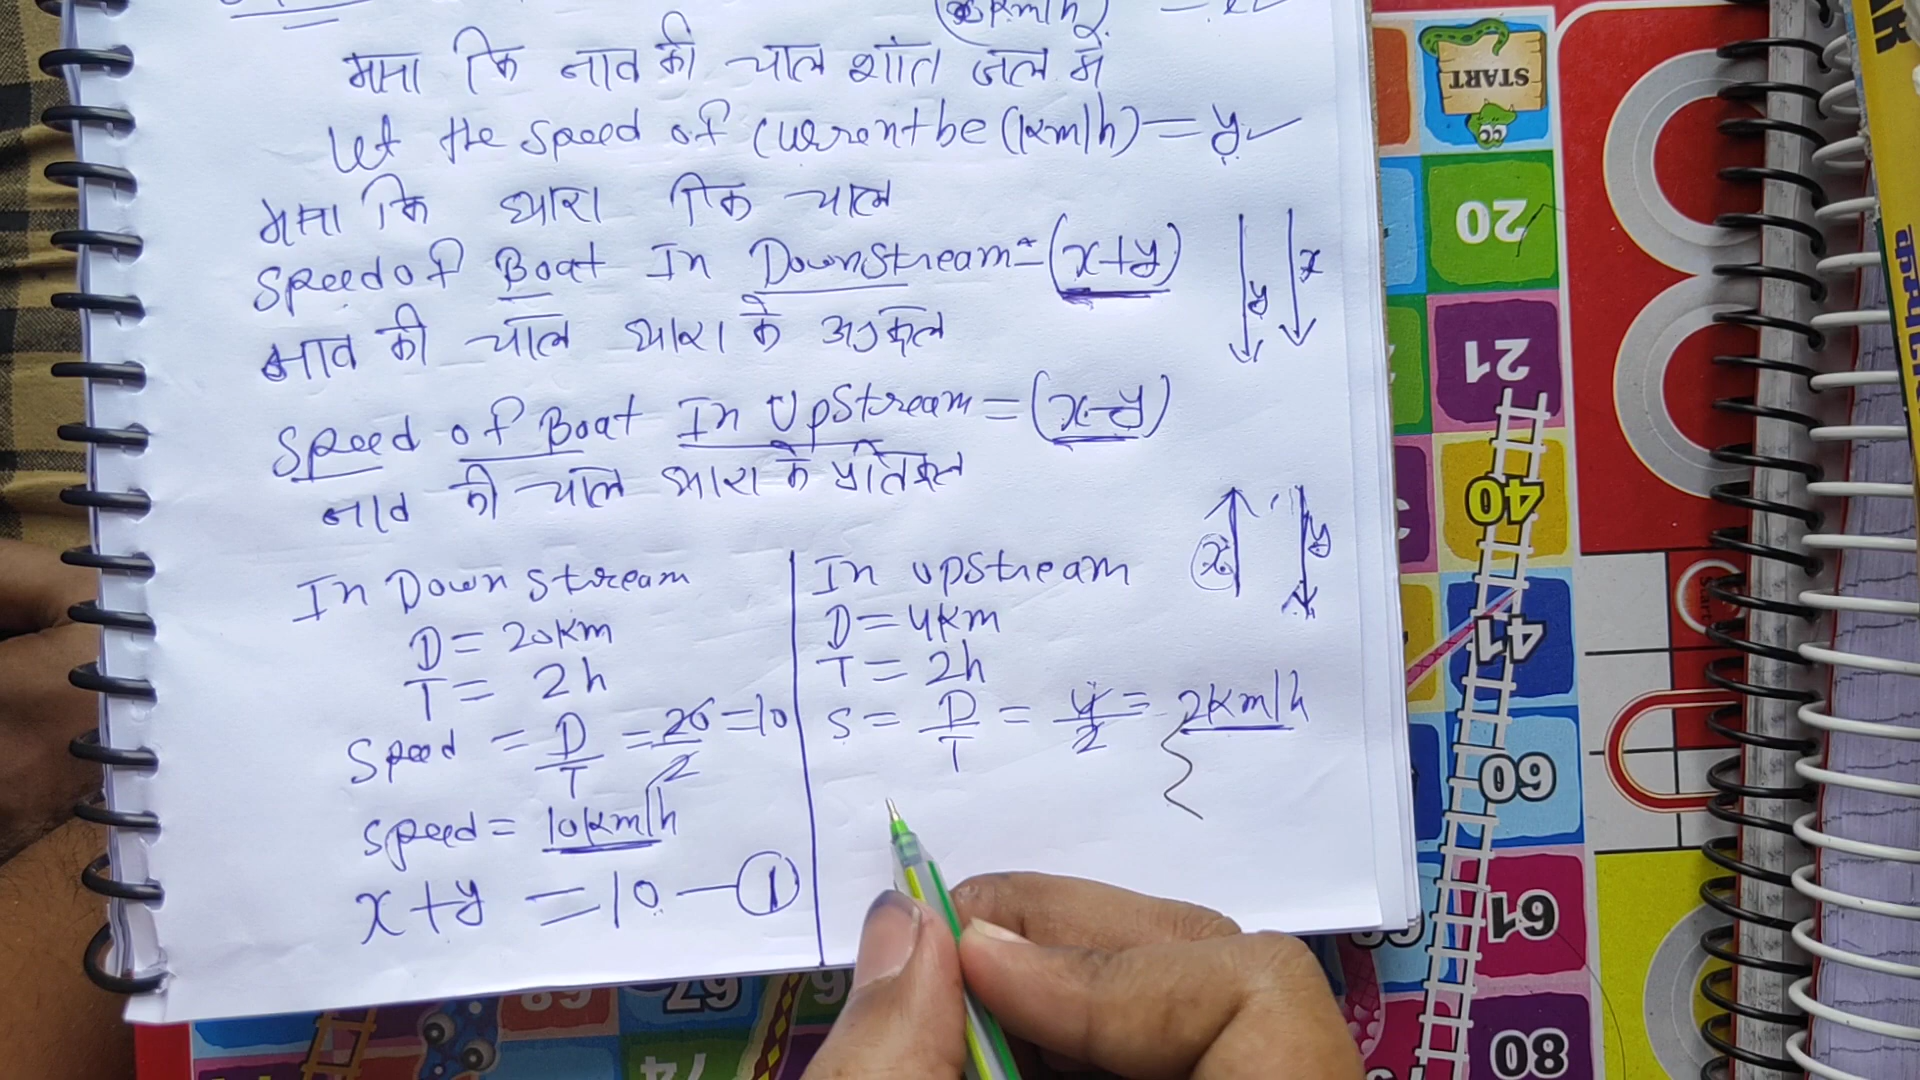 (km/h)
माना कि नाव की चाल शांत जल में
Let the speed of current be (km/h) = y
माना कि धारा कि चाल
Speed of Boat In DownStream = (x+y)
नाव की चाल धारा के अनुकूल
Speed of Boat In UpStream = (x-y)
नाव की चाल धारा के प्रतिकूल
y x
x y
In Down Stream
D = 20km
T = 2h
Speed = D/T = 20/2 = 10
Speed = 10km/h
x+y = 10 — ①
In upstream
D = 4km
T = 2h
S = D/T = 4/2 = 2km/h
START
20
21
40
41
60
61
80